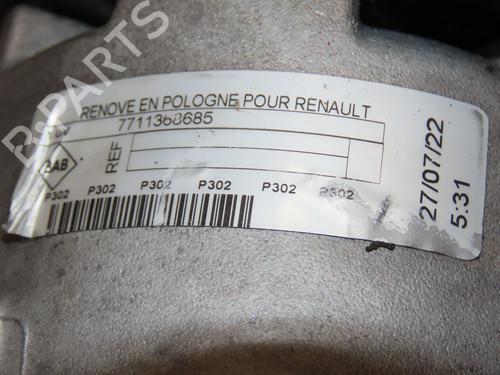 B-PARTS
RENOVE EN POLOGNE POUR RENAULT
7711368685
REF
P302 P302 P302 P302 P302 P302
27/07/22
5:31